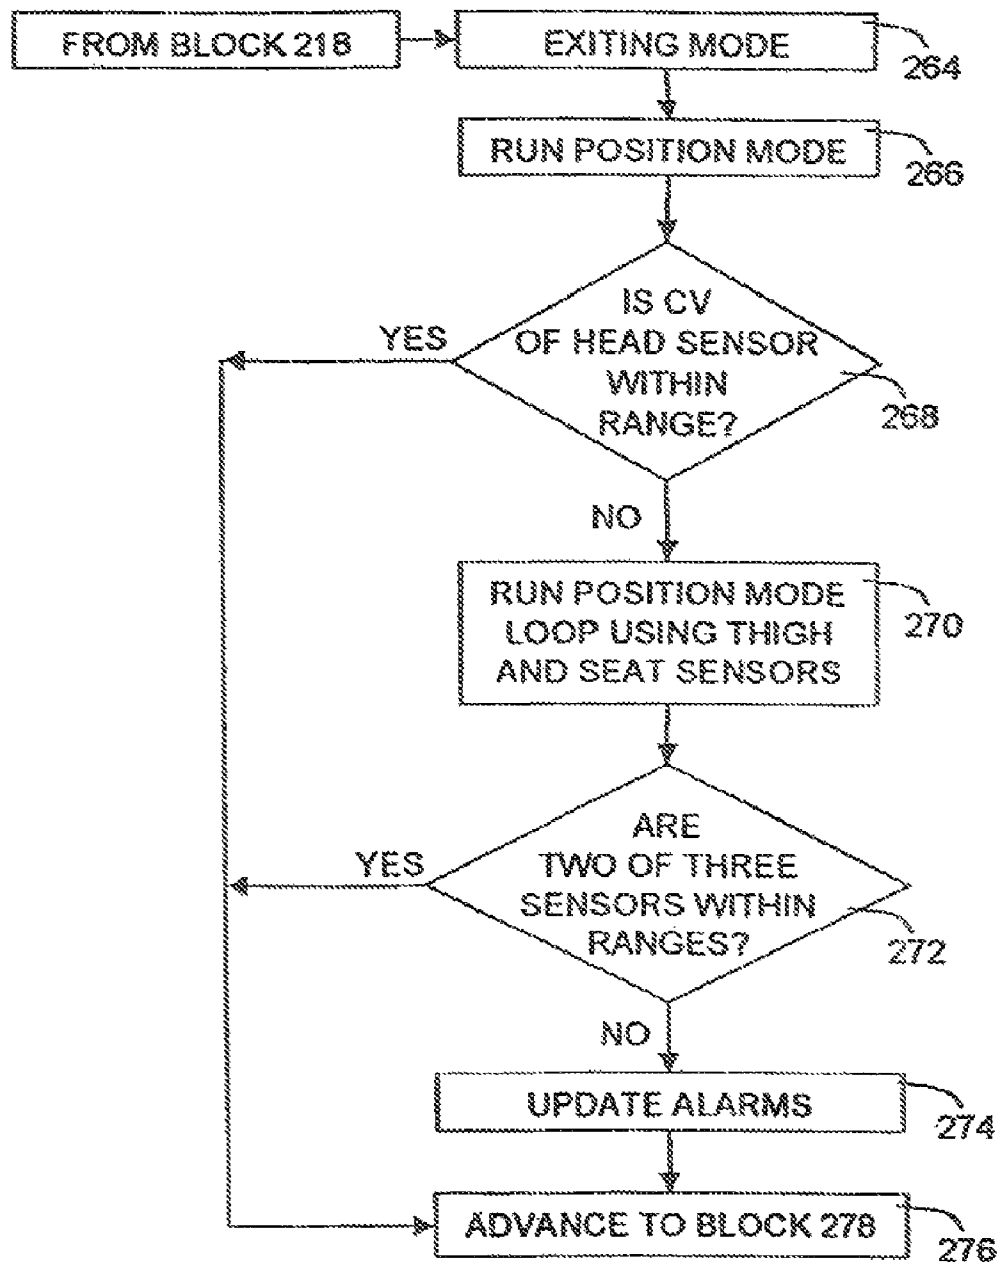 FROM BLOCK 218
EXITING MODE
264
RUN POSITION MODE
266
IS CV
OF HEAD SENSOR
WITHIN
RANGE?
268
YES
NO
RUN POSITION MODE
LOOP USING THIGH
AND SEAT SENSORS
270
ARE
TWO OF THREE
SENSORS WITHIN
RANGES?
272
YES
NO
UPDATE ALARMS
274
ADVANCE TO BLOCK 278
276